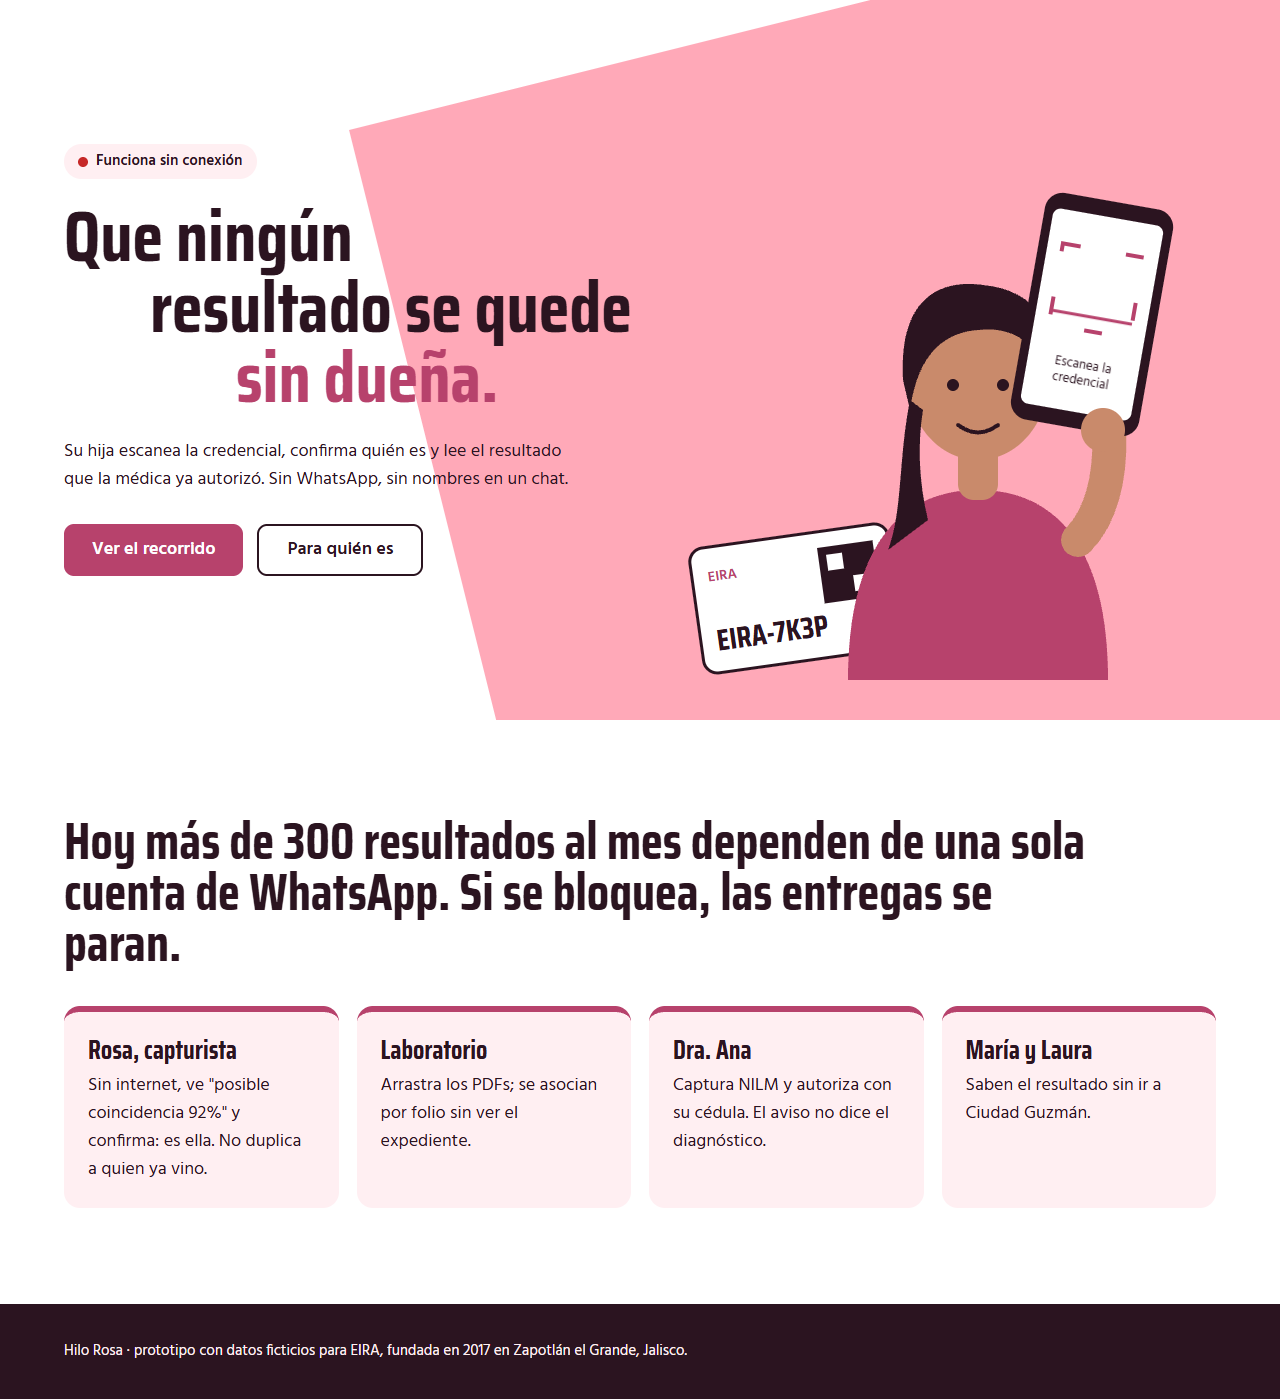 Funciona sin conexión
Que ningún
resultado se quede
sin dueña.
Su hija escanea la credencial, confirma quién es y lee el resultado
que la médica ya autorizó. Sin WhatsApp, sin nombres en un chat.
Ver el recorrido
Para quién es
Escanea la
credencial
EIRA
EIRA-7K3P
Hoy más de 300 resultados al mes dependen de una sola
cuenta de WhatsApp. Si se bloquea, las entregas se
paran.
Rosa, capturista
Sin internet, ve "posible
coincidencia 92%" y
confirma: es ella. No duplica
a quien ya vino.
Laboratorio
Arrastra los PDFs; se asocian
por folio sin ver el
expediente.
Dra. Ana
Captura NILM y autoriza con
su cédula. El aviso no dice el
diagnóstico.
María y Laura
Saben el resultado sin ir a
Ciudad Guzmán.
Hilo Rosa · prototipo con datos ficticios para EIRA, fundada en 2017 en Zapotlán el Grande, Jalisco.